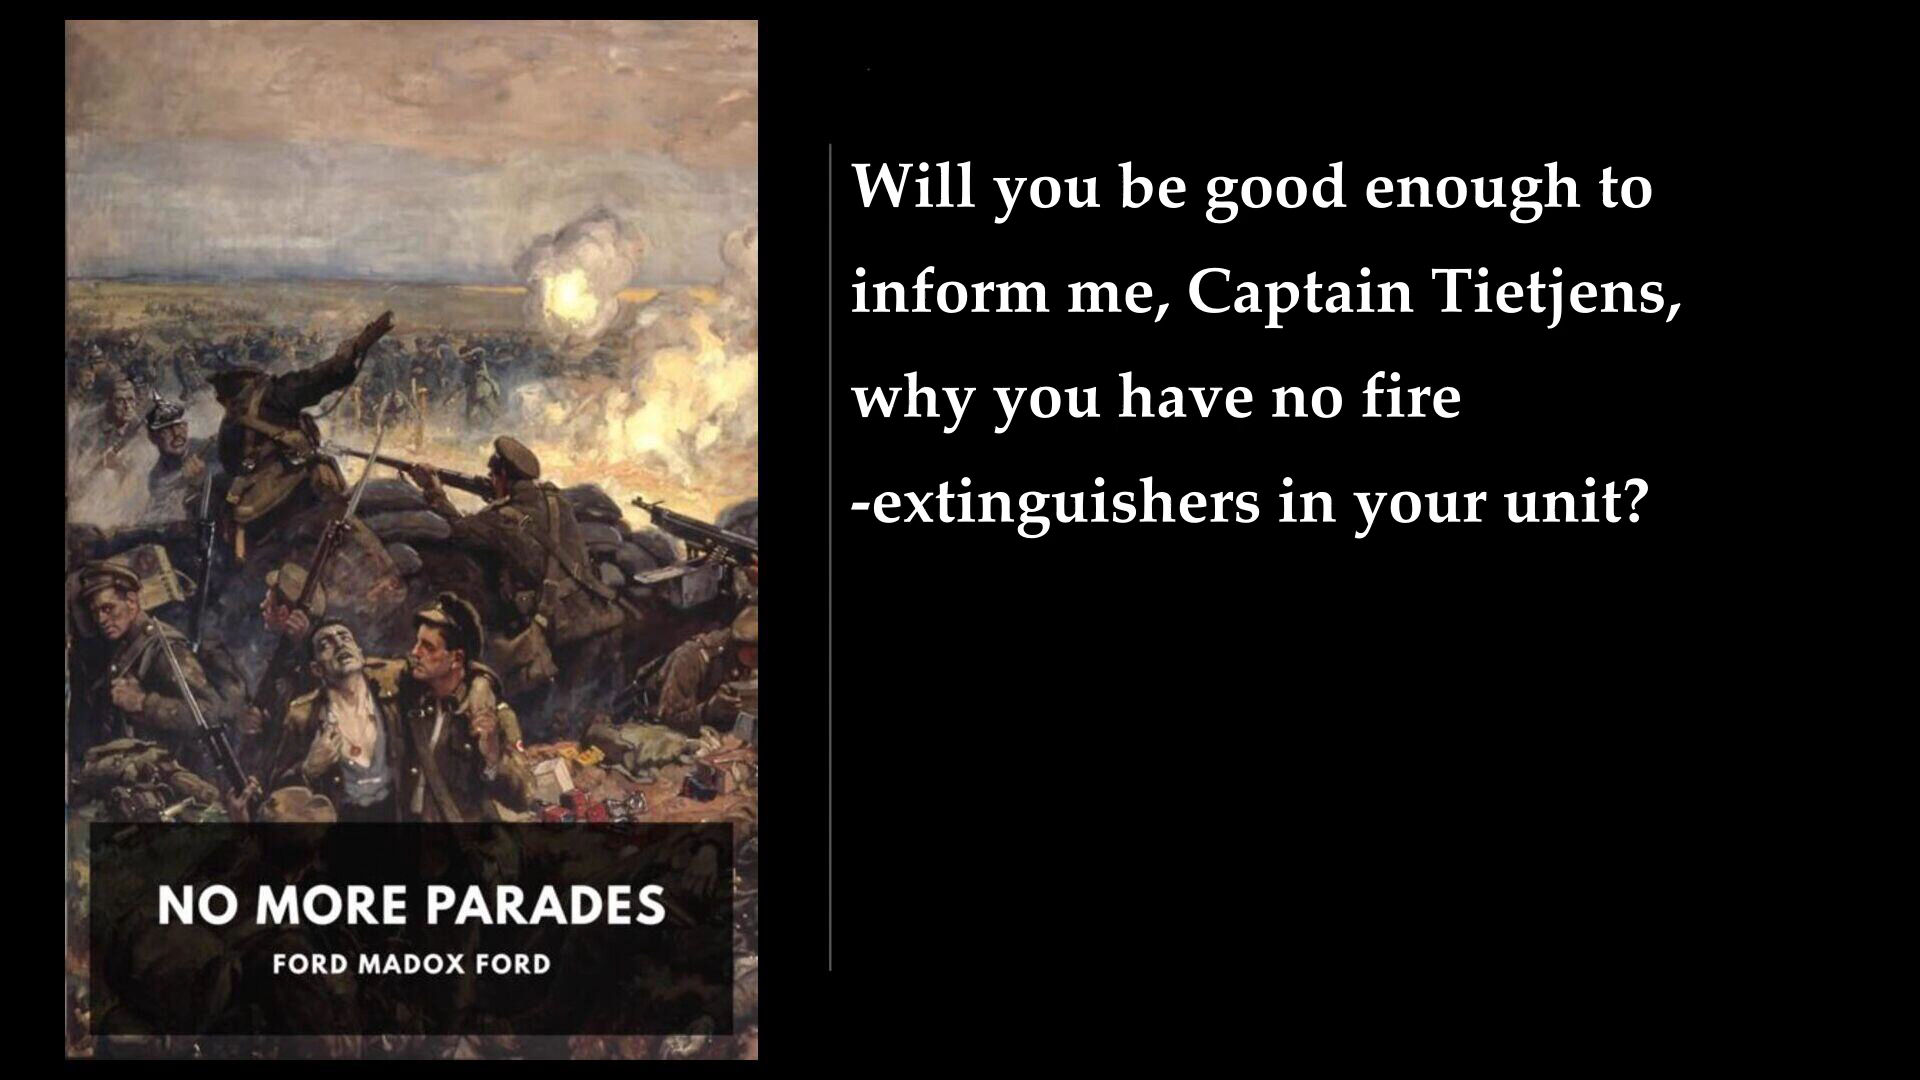 Will you be good enough to
inform me, Captain Tietjens,
why you have no fire
-extinguishers in your unit?
NO MORE PARADES
FORD MADOX FORD